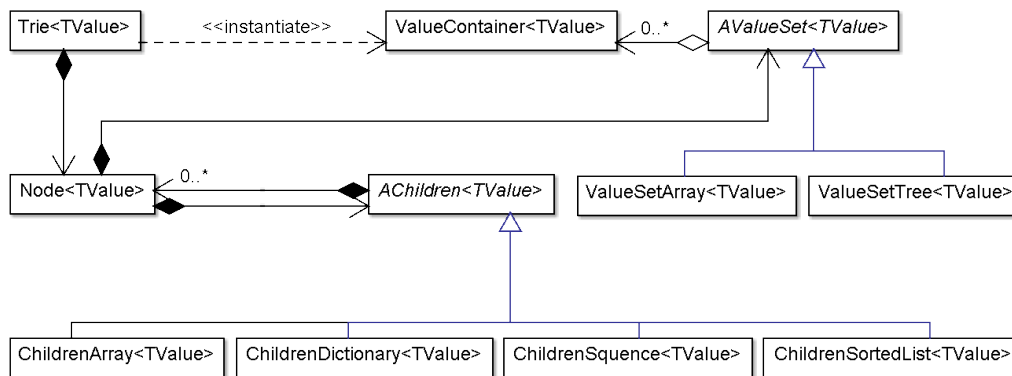 Trie<TValue>
<<instantiate>>
ValueContainer<TValue>
0..*
AValueSet<TValue>
Node<TValue>
0..*
AChildren<TValue>
ValueSetArray<TValue>
ValueSetTree<TValue>
ChildrenArray<TValue>
ChildrenDictionary<TValue>
ChildrenSquence<TValue>
ChildrenSortedList<TValue>